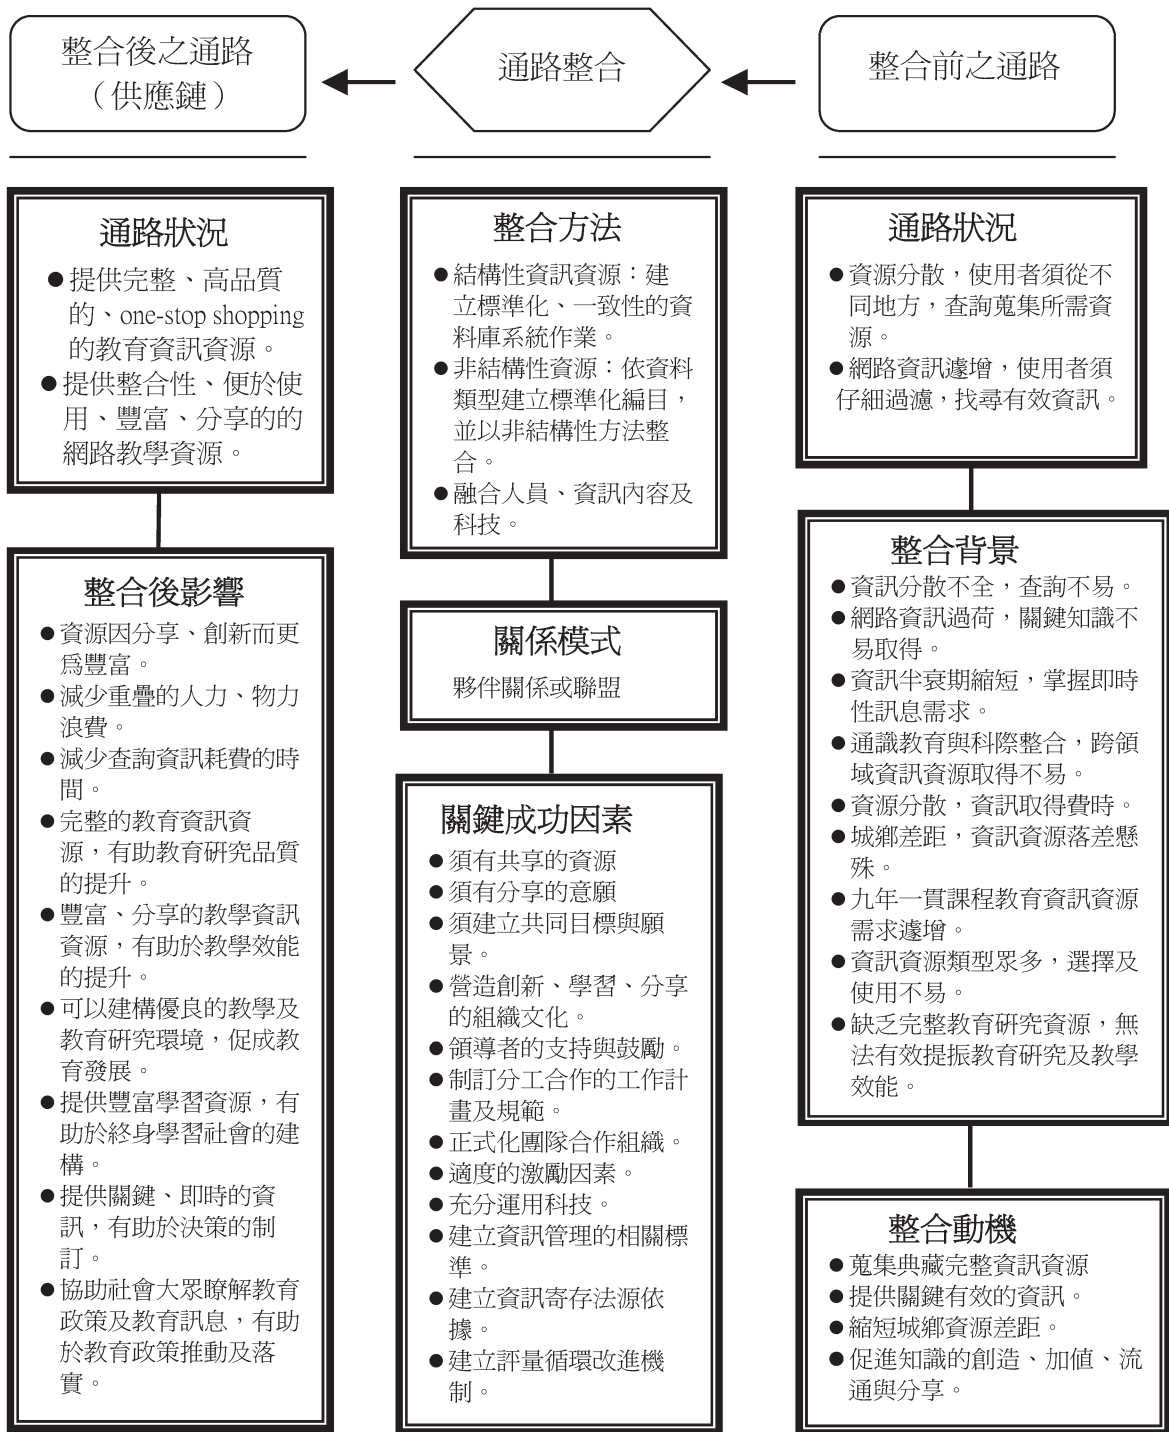 整合後之通路
（供應鏈）
通路整合
整合前之通路
通路狀況
●提供完整、高品質
的、one-stop shopping
的教育資訊資源。
●提供整合性、便於使
用、豐富、分享的的
網路教學資源。
整合後影響
●資源因分享、創新而更
為豐富。
●減少重疊的人力、物力
浪費。
●減少查詢資訊耗費的時
間。
●完整的教育資訊資
源，有助教育研究品質
的提升。
●豐富、分享的教學資訊
資源，有助於教學效能
的提升。
●可以建構優良的教學及
教育研究環境，促成教
育發展。
●提供豐富學習資源，有
助於終身學習社會的建
構。
●提供關鍵、即時的資
訊，有助於決策的制
訂。
●協助社會大眾瞭解教育
政策及教育訊息，有助
於教育政策推動及落
實。
整合方法
●結構性資訊資源：建
立標準化、一致性的資
料庫系統作業。
●非結構性資源：依資料
類型建立標準化編目，
並以非結構性方法整
合。
●融合人員、資訊內容及
科技。
關係模式
夥伴關係或聯盟
關鍵成功因素
●須有共享的資源
●須有分享的意願
●須建立共同目標與願
景。
●營造創新、學習、分享
的組織文化。
●領導者的支持與鼓勵。
●制訂分工合作的工作計
畫及規範。
●正式化團隊合作組織。
●適度的激勵因素。
●充分運用科技。
●建立資訊管理的相關標
準。
●建立資訊寄存法源依
據。
●建立評量循環改進機
制。
通路狀況
●資源分散，使用者須從不
同地方，查詢蒐集所需資
源。
●網路資訊遽增，使用者須
仔細過濾，找尋有效資訊。
整合背景
●資訊分散不全，查詢不易。
●網路資訊過荷，關鍵知識不
易取得。
●資訊半衰期縮短，掌握即時
性訊息需求。
●通識教育與科際整合，跨領
域資訊資源取得不易。
●資源分散，資訊取得費時。
●城鄉差距，資訊資源落差懸
殊。
●九年一貫課程教育資訊資源
需求遽增。
●資訊資源類型眾多，選擇及
使用不易。
●缺乏完整教育研究資源，無
法有效提振教育研究及教學
效能。
整合動機
●蒐集典藏完整資訊資源
●提供關鍵有效的資訊。
●縮短城鄉資源差距。
●促進知識的創造、加值、流
通與分享。